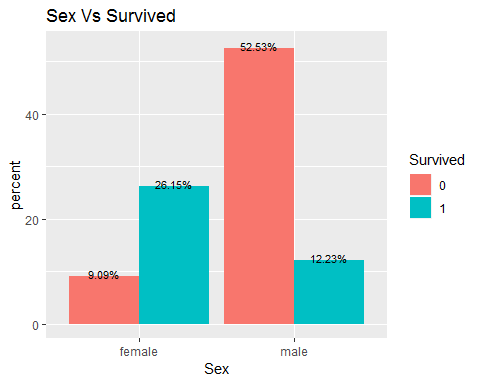 Sex Vs Survived
52.53%
26.15%
12.23%
9.09%
40
20
0
percent
female
male
Sex
Survived
0
1